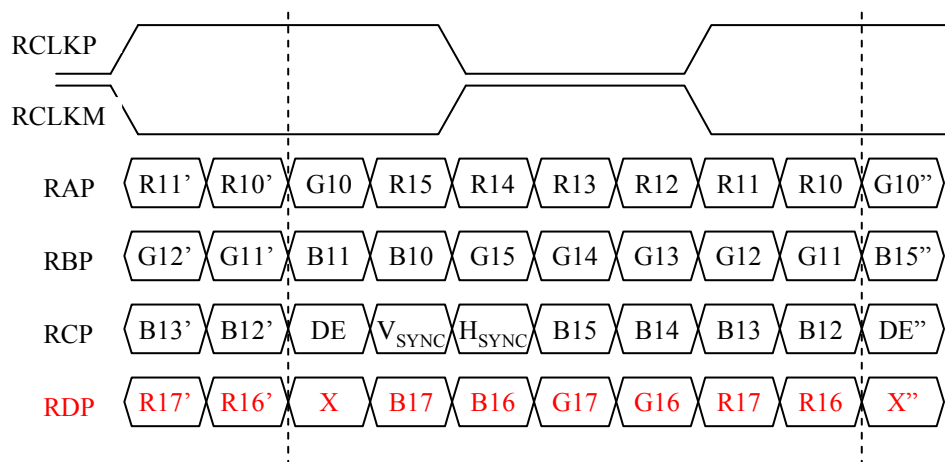 RCLKP
RCLKM
RAP R11’ R10’ G10 R15 R14 R13 R12 R11 R10 G10”
RBP G12’ G11’ B11 B10 G15 G14 G13 G12 G11 B15”
RCP B13’ B12’ DE VSYNC HSYNC B15 B14 B13 B12 DE”
RDP R17’ R16’ X B17 B16 G17 G16 R17 R16 X”